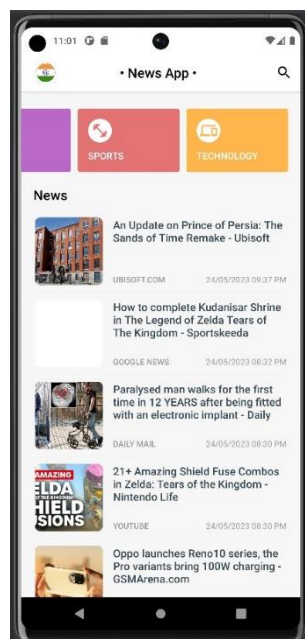 11:01
• News App •
SPORTS
TECHNOLOGY
News
An Update on Prince of Persia: The
Sands of Time Remake - Ubisoft
UBISOFT.COM 24/05/2023 09:37 PM
How to complete Kudanisar Shrine
in The Legend of Zelda Tears of
The Kingdom - Sportskeeda
GOOGLE NEWS 24/05/2023 08:32 PM
Paralysed man walks for the first
time in 12 YEARS after being fitted
with an electronic implant - Daily
DAILY MAIL 24/05/2023 08:30 PM
AMAZING
ELDA
HIELD
SIONS
21+ Amazing Shield Fuse Combos
in Zelda: Tears of the Kingdom -
Nintendo Life
YOUTUBE 24/05/2023 08:30 PM
Oppo launches Reno10 series, the
Pro variants bring 100W charging -
GSMArena.com